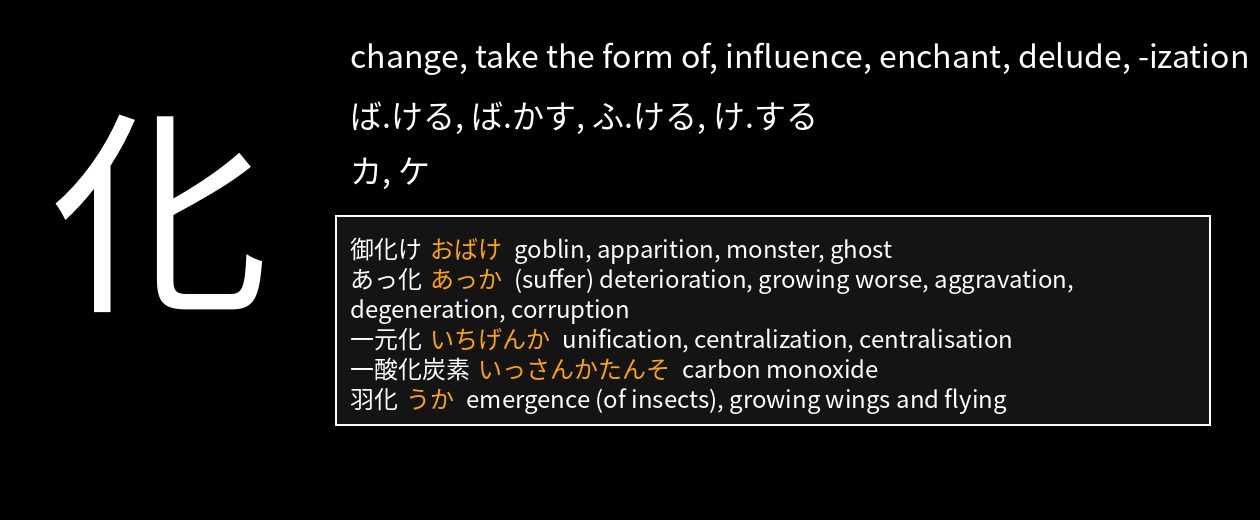 化
change, take the form of, influence, enchant, delude, -ization
ば.ける, ば.かす, ふ.ける, け.する
カ, ケ
御化け おばけ goblin, apparition, monster, ghost
あっ化 あっか (suffer) deterioration, growing worse, aggravation,
degeneration, corruption
一元化 いちげんか unification, centralization, centralisation
一酸化炭素 いっさんかたんそ carbon monoxide
羽化 うか emergence (of insects), growing wings and flying